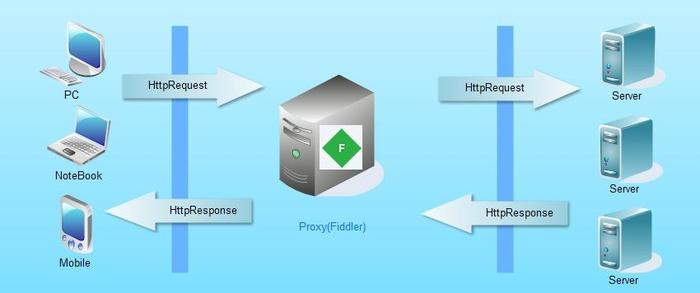 HttpRequest
HttpRequest
PC
Server
F
NoteBook
Server
HttpResponse
HttpResponse
Proxy(Fiddler)
Mobile
Server